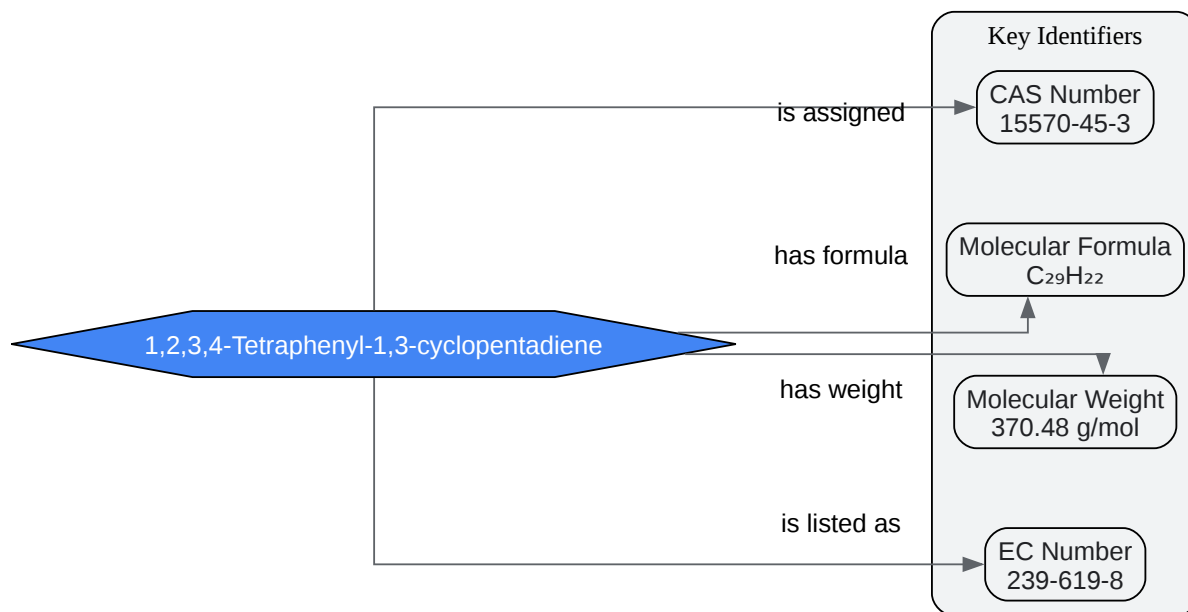 Key Identifiers
is assigned
CAS Number
15570-45-3
has formula
Molecular Formula
C₂₉H₂₂
1,2,3,4-Tetraphenyl-1,3-cyclopentadiene
has weight
Molecular Weight
370.48 g/mol
is listed as
EC Number
239-619-8